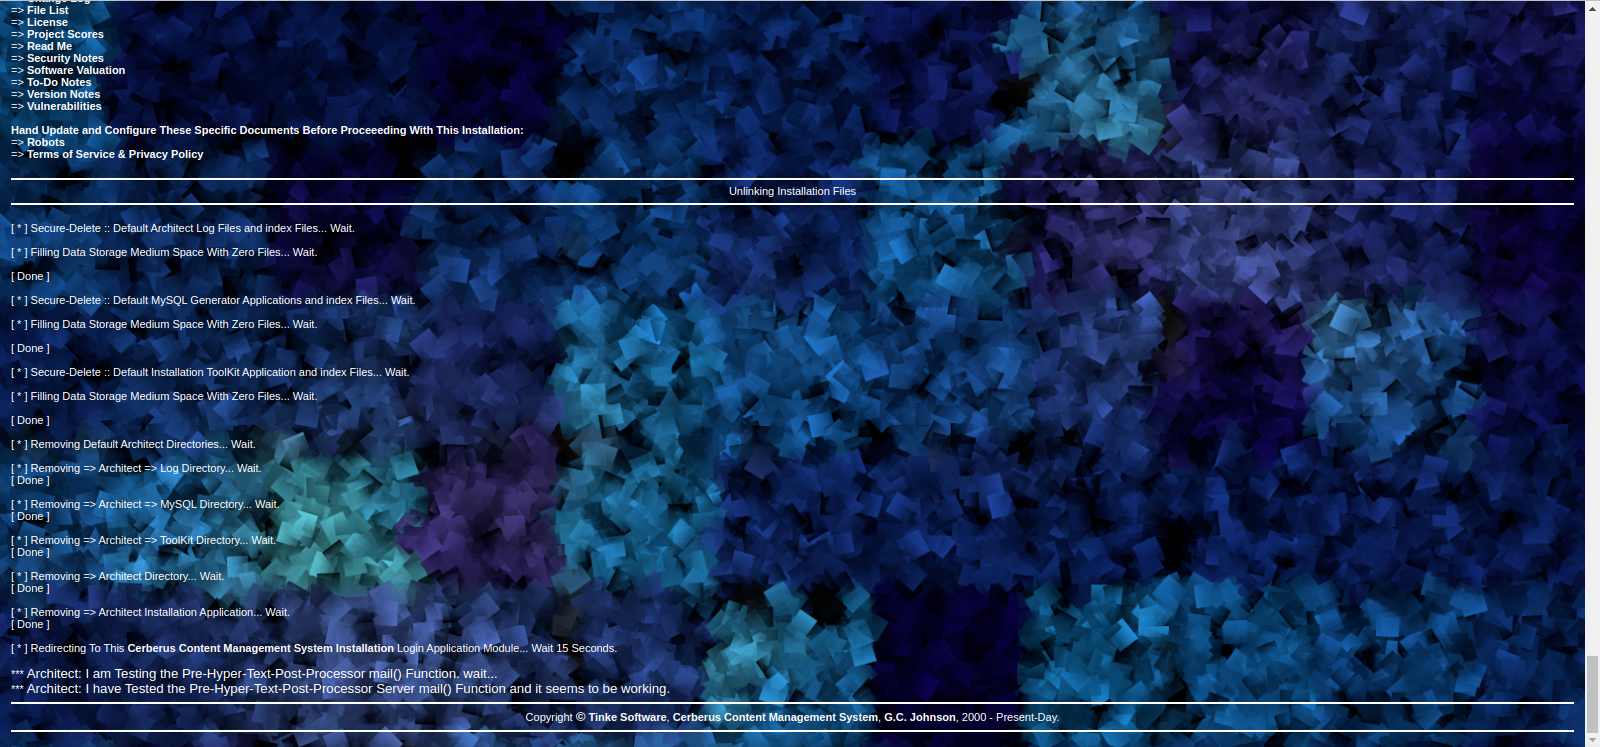 => File List
=> License
=> Project Scores
=> Read Me
=> Security Notes
=> Software Valuation
=> To-Do Notes
=> Version Notes
=> Vulnerabilities
Hand Update and Configure These Specific Documents Before Proceeeding With This Installation:
=> Robots
=> Terms of Service & Privacy Policy
Unlinking Installation Files
[ * ] Secure-Delete :: Default Architect Log Files and index Files... Wait.
[ * ] Filling Data Storage Medium Space With Zero Files... Wait.
[ Done ]
[ * ] Secure-Delete :: Default MySQL Generator Applications and index Files... Wait.
[ * ] Filling Data Storage Medium Space With Zero Files... Wait.
[ Done ]
[ * ] Secure-Delete :: Default Installation ToolKit Application and index Files... Wait.
[ * ] Filling Data Storage Medium Space With Zero Files... Wait.
[ Done ]
[ * ] Removing Default Architect Directories... Wait.
[ * ] Removing => Architect => Log Directory... Wait.
[ Done ]
[ * ] Removing => Architect => MySQL Directory... Wait.
[ Done ]
[ * ] Removing => Architect => ToolKit Directory... Wait.
[ Done ]
[ * ] Removing => Architect Directory... Wait.
[ Done ]
[ * ] Removing => Architect Installation Application... Wait.
[ Done ]
[ * ] Redirecting To This Cerberus Content Management System Installation Login Application Module... Wait 15 Seconds.
*** Architect: I am Testing the Pre-Hyper-Text-Post-Processor mail() Function. wait...
*** Architect: I have Tested the Pre-Hyper-Text-Post-Processor Server mail() Function and it seems to be working.
Copyright © Tinke Software, Cerberus Content Management System, G.C. Johnson, 2000 - Present-Day.